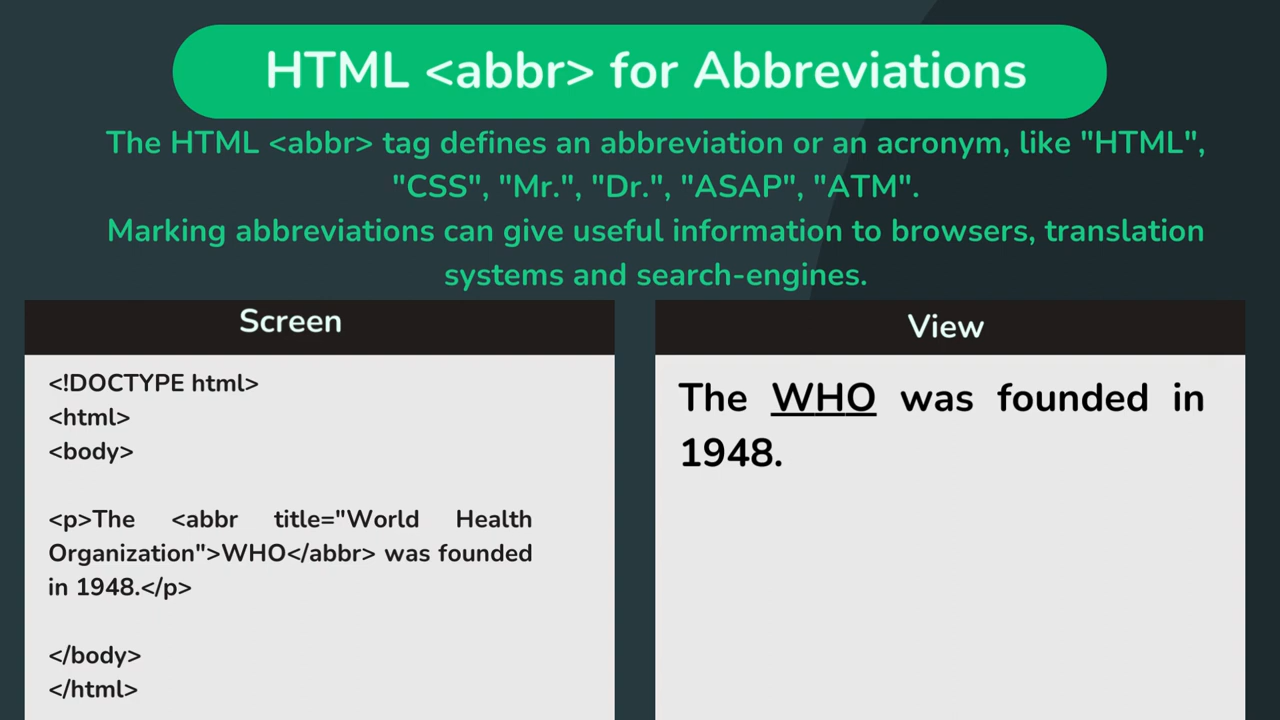 HTML <abbr> for Abbreviations
The HTML <abbr> tag defines an abbreviation or an acronym, like "HTML",
"CSS", "Mr.", "Dr.", "ASAP", "ATM".
Marking abbreviations can give useful information to browsers, translation
systems and search-engines.
Screen
<!DOCTYPE html>
<html>
<body>
<p>The <abbr title="World Health
Organization">WHO</abbr> was founded
in 1948.</p>
</body>
</html>
View
The WHO was founded in
1948.